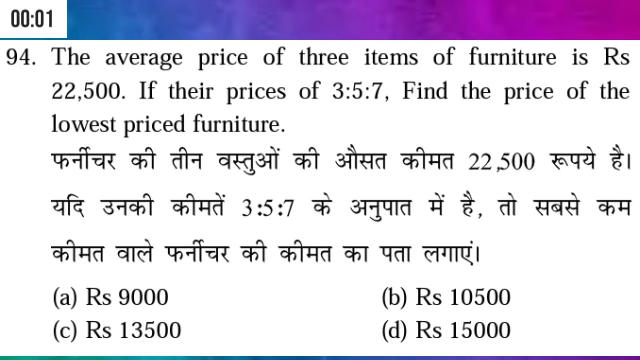 00:01
94. The average price of three items of furniture is Rs
22,500. If their prices of 3:5:7, Find the price of the
lowest priced furniture.
फर्नीचर की तीन वस्तुओं की औसत कीमत 22,500 रूपये है।
यदि उनकी कीमतें 3:5:7 के अनुपात में है, तो सबसे कम
कीमत वाले फर्नीचर की कीमत का पता लगाएं।
(a) Rs 9000 (b) Rs 10500
(c) Rs 13500 (d) Rs 15000